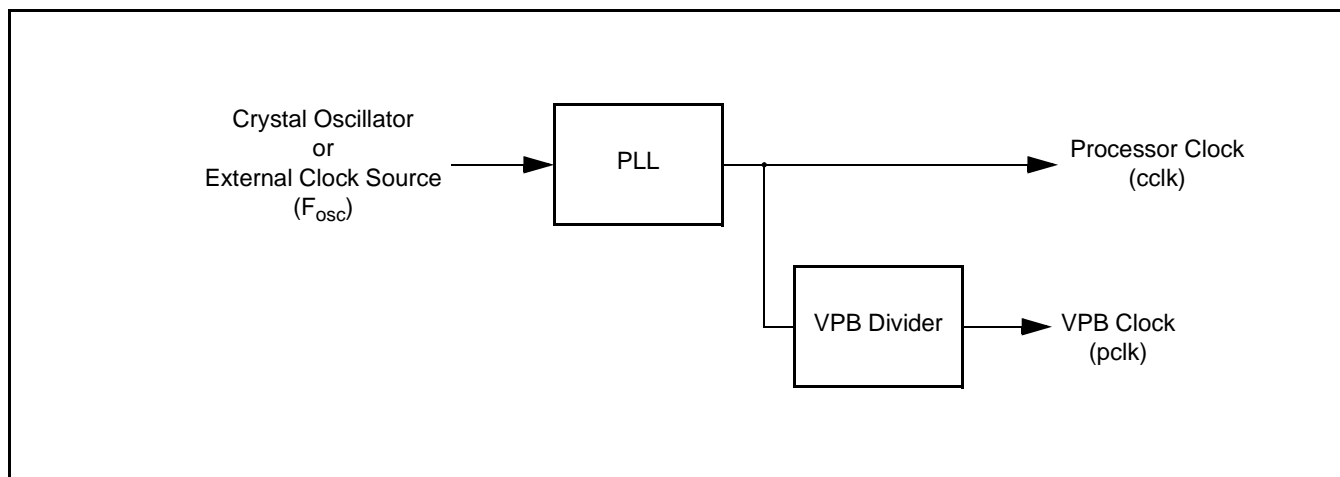 Crystal Oscillator
or
External Clock Source
(Fosc)
PLL
Processor Clock
(cclk)
VPB Divider
VPB Clock
(pclk)